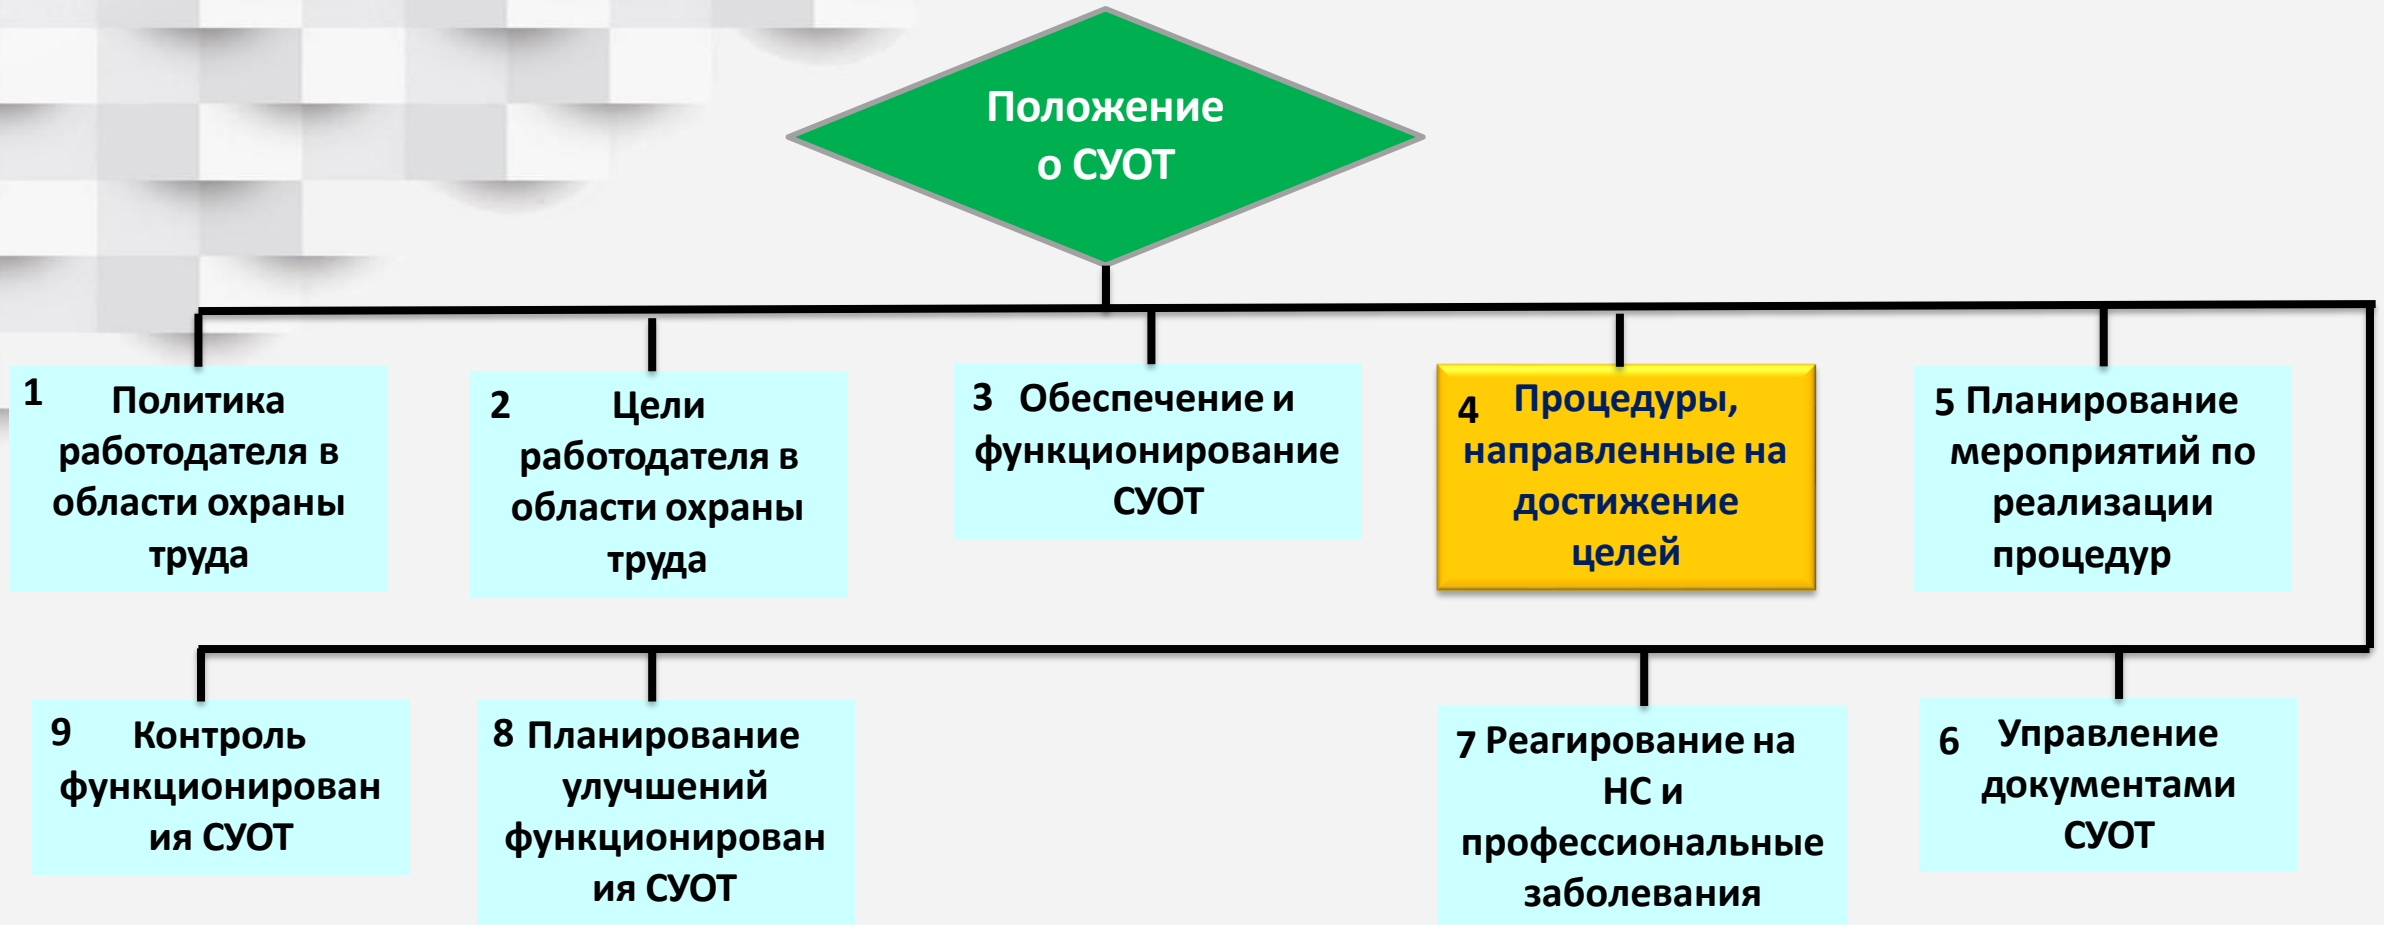 Положение
о СУОТ
1 Политика
работодателя в
области охраны
труда
2 Цели
работодателя в
области охраны
труда
3 Обеспечение и
функционирование
СУОТ
4 Процедуры,
направленные на
достижение
целей
5 Планирование
мероприятий по
реализации
процедур
9 Контроль
функционирован
ия СУОТ
8 Планирование
улучшений
функционирован
ия СУОТ
7 Реагирование на
НС и
профессиональные
заболевания
6 Управление
документами
СУОТ